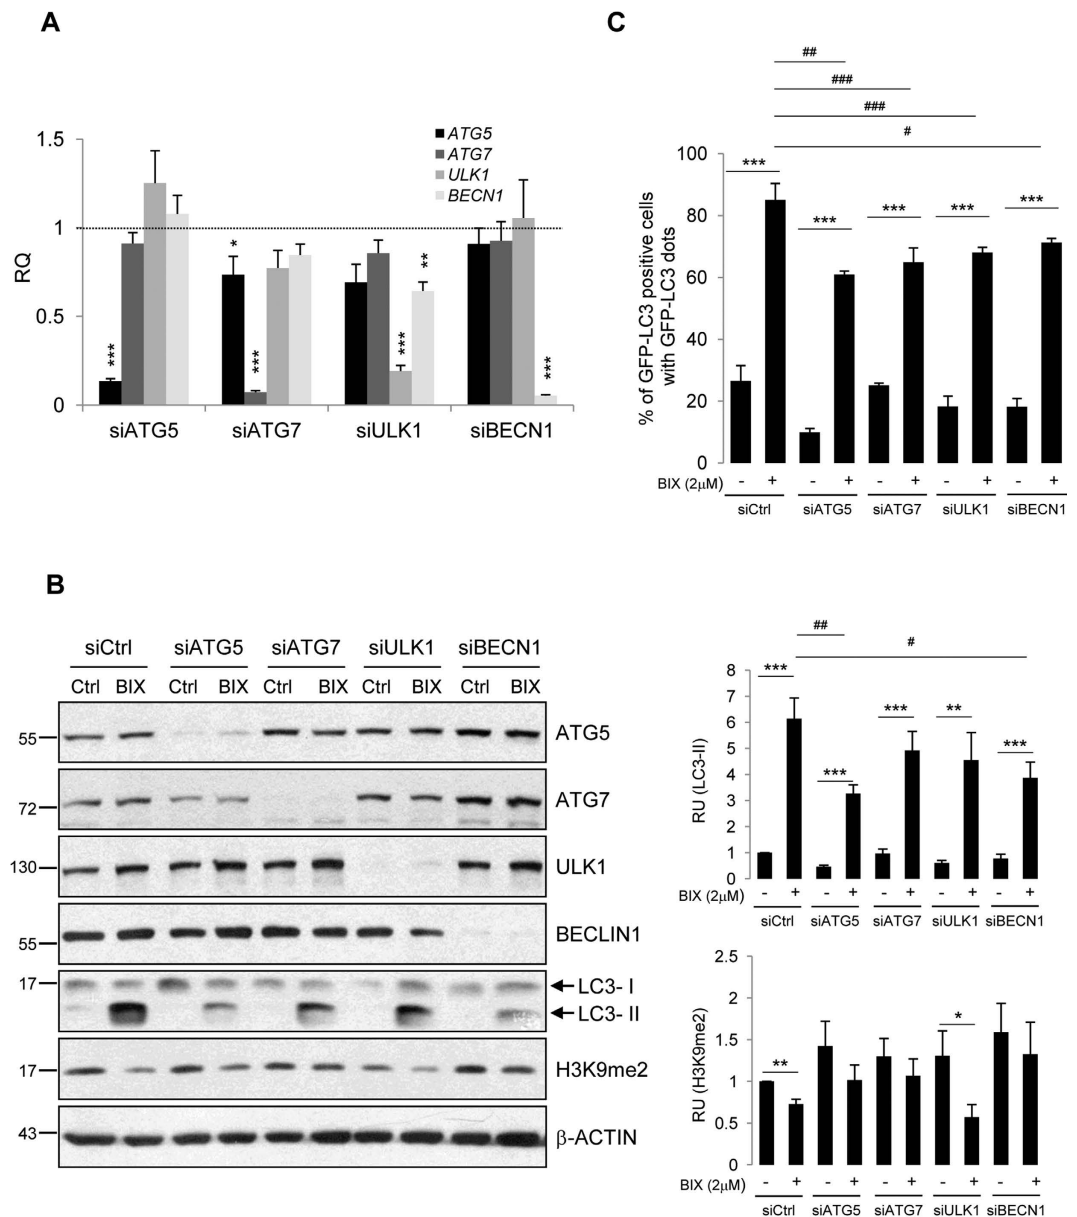 A
1.5
1
0.5
0
RQ
ATG5
ATG7
ULK1
BECN1
***
*
***
***
**
***
siATG5 siATG7 siULK1 siBECN1
C
##
###
###
#
*** *** *** *** ***
100
80
60
40
20
0
% of GFP-LC3 positive cells
with GFP-LC3 dots
BIX (2μM) - + - + - + - + - +
siCtrl siATG5 siATG7 siULK1 siBECN1
B
siCtrl siATG5 siATG7 siULK1 siBECN1
Ctrl BIX Ctrl BIX Ctrl BIX Ctrl BIX Ctrl BIX
55 ATG5
72 ATG7
130 ULK1
55 BECLIN1
17 LC3- I
LC3- II
17 H3K9me2
43 β-ACTIN
##
#
*** *** *** ** ***
8
7
6
5
4
3
2
1
0
RU (LC3-II)
BIX (2μM) - + - + - + - + - +
siCtrl siATG5 siATG7 siULK1 siBECN1
2.5
2
1.5
1
0.5
0
RU (H3K9me2)
** *
BIX (2μM) - + - + - + - + - +
siCtrl siATG5 siATG7 siULK1 siBECN1